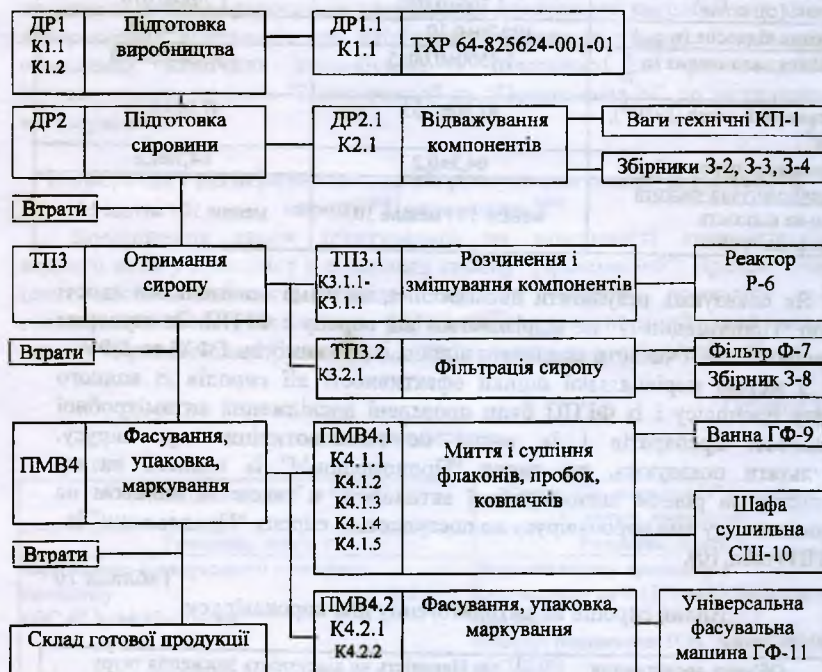 ДР1
К1.1
К1.2
Підготовка
виробництва
ДР1.1
К1.1
ТХР 64-825624-001-01
ДР2
Підготовка
сировини
ДР2.1
К2.1
Відважування
компонентів
Ваги технічні КП-1
Збірники З-2, З-3, З-4
Втрати
ТП3
Отримання
сиропу
ТП3.1
К3.1.1-
К3.1.11
Розчинення і
змішування компонентів
Реактор
Р-6
Втрати
ТП3.2
К3.2.1
Фільтрація сиропу
Фільтр Ф-7
Збірник З-8
ПМВ4
Фасування,
упаковка,
маркування
ПМВ4.1
К4.1.1
К4.1.2
К4.1.3
К4.1.4
К4.1.5
Миття і сушіння
флаконів, пробок,
ковпачків
Ванна ГФ-9
Шафа
сушильна
СШ-10
Втрати
ПМВ4.2
К4.2.1
К4.2.2
Фасування, упаковка,
маркування
Універсальна
фасувальна
машина ГФ-11
Склад готової продукції